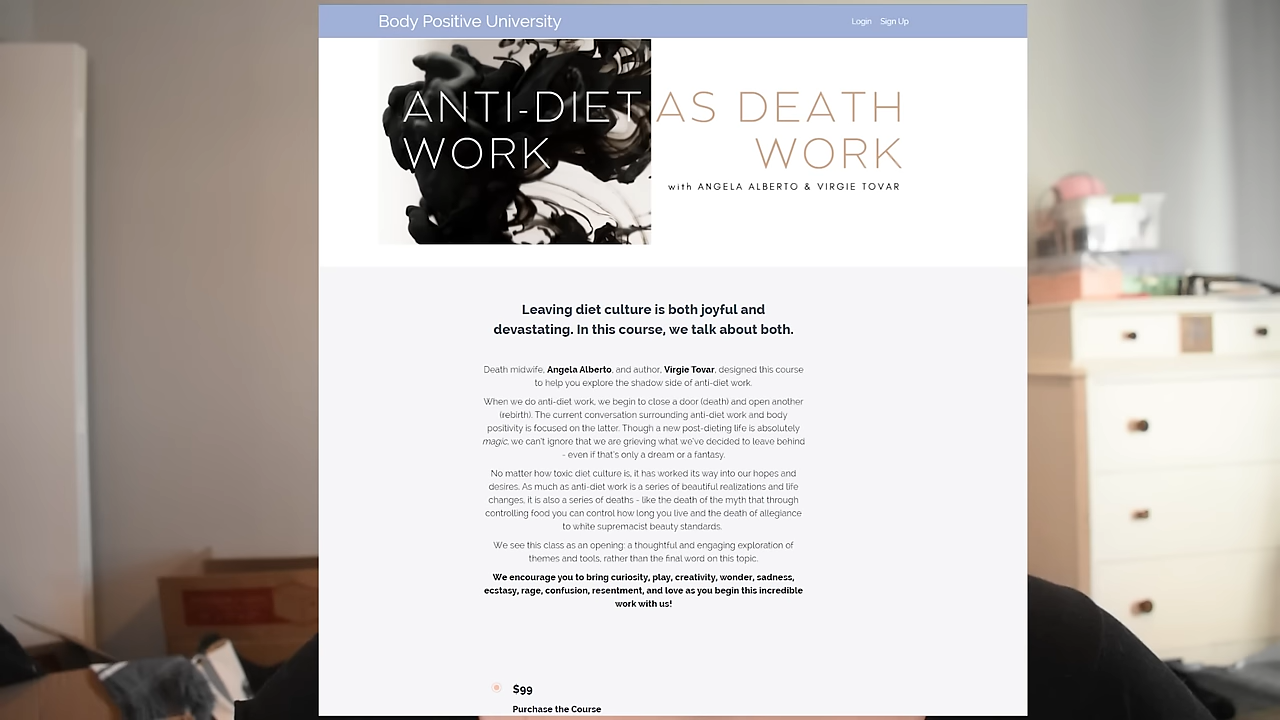 Body Positive University
Login Sign Up
ANTI-DIET AS DEATH
WORK WORK
with ANGELA ALBERTO & VIRGIE TOVAR
Leaving diet culture is both joyful and
devastating. In this course, we talk about both.
Death midwife, Angela Alberto, and author, Virgie Tovar, designed this course
to help you explore the shadow side of anti-diet work.
When we do anti-diet work, we begin to close a door (death) and open another
(rebirth). The current conversation surrounding anti-diet work and body
positivity is focused on the latter. Though a new post-dieting life is absolutely
magic, we can't ignore that we are grieving what we've decided to leave behind
- even if that's only a dream or a fantasy.
No matter how toxic diet culture is, it has worked its way into our hopes and
desires. As much as anti-diet work is a series of beautiful realizations and life
changes, it is also a series of deaths - like the death of the myth that through
controlling food you can control how long you live and the death of allegiance
to white supremacist beauty standards.
We see this class as an opening: a thoughtful and engaging exploration of
themes and tools, rather than the final word on this topic.
We encourage you to bring curiosity, play, creativity, wonder, sadness,
ecstasy, rage, confusion, resentment, and love as you begin this incredible
work with us!
$99
Purchase the Course